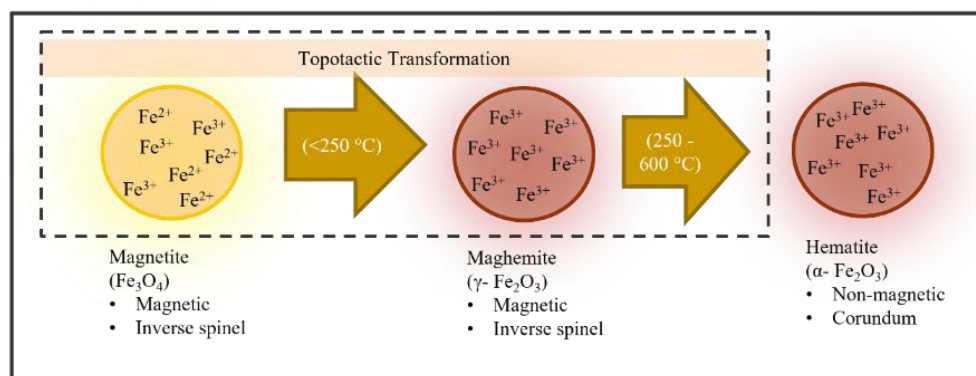 Topotactic Transformation
Fe²⁺
Fe³⁺
Fe³⁺
Fe²⁺
Fe²⁺
Fe³⁺
Fe²⁺
(<250 °C)
Fe³⁺
Fe³⁺
Fe³⁺
Fe³⁺
Fe³⁺
Fe³⁺
Fe³⁺
(250 -
600 °C)
Fe³⁺
Fe³⁺
Fe³⁺
Fe³⁺
Fe³⁺
Fe³⁺
Fe³⁺
Magnetite
(Fe₃O₄)
• Magnetic
• Inverse spinel
Maghemite
(γ- Fe₂O₃)
• Magnetic
• Inverse spinel
Hematite
(α- Fe₂O₃)
• Non-magnetic
• Corundum